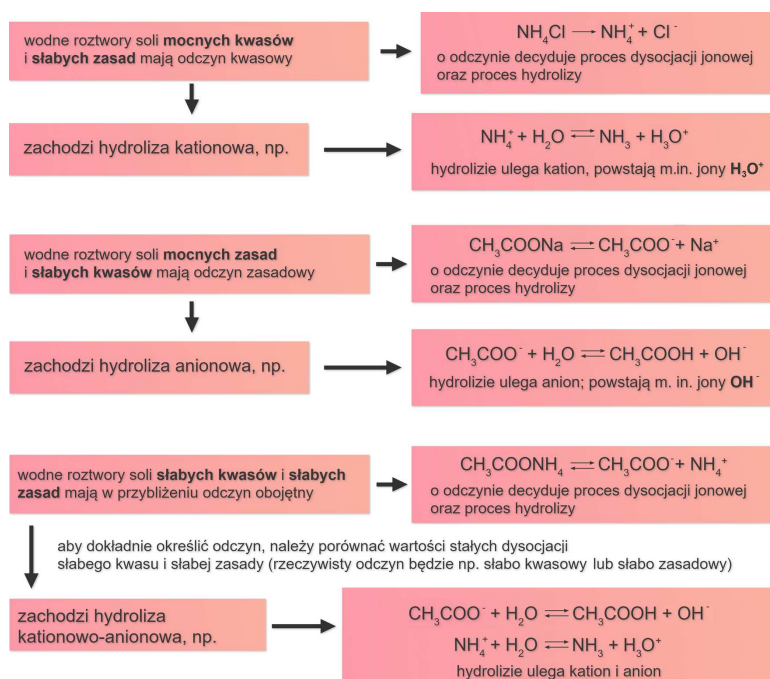 wodne roztwory soli mocnych kwasów
i słabych zasad mają odczyn kwasowy
NH₄Cl → NH₄⁺ + Cl⁻
o odczynie decyduje proces dysocjacji jonowej
oraz proces hydrolizy
zachodzi hydroliza kationowa, np.
NH₄⁺ + H₂O ⇌ NH₃ + H₃O⁺
hydrolizie ulega kation, powstają m.in. jony H₃O⁺
wodne roztwory soli mocnych zasad
i słabych kwasów mają odczyn zasadowy
CH₃COONa ⇌ CH₃COO⁻ + Na⁺
o odczynie decyduje proces dysocjacji jonowej
oraz proces hydrolizy
zachodzi hydroliza anionowa, np.
CH₃COO⁻ + H₂O ⇌ CH₃COOH + OH⁻
hydrolizie ulega anion; powstają m. in. jony OH⁻
wodne roztwory soli słabych kwasów i słabych
zasad mają w przybliżeniu odczyn obojętny
CH₃COONH₄ ⇌ CH₃COO⁻ + NH₄⁺
o odczynie decyduje proces dysocjacji jonowej
oraz proces hydrolizy
aby dokładnie określić odczyn, należy porównać wartości stałych dysocjacji
słabego kwasu i słabej zasady (rzeczywisty odczyn będzie np. słabo kwasowy lub słabo zasadowy)
zachodzi hydroliza
kationowo-anionowa, np.
CH₃COO⁻ + H₂O ⇌ CH₃COOH + OH⁻
NH₄⁺ + H₂O ⇌ NH₃ + H₃O⁺
hydrolizie ulega kation i anion